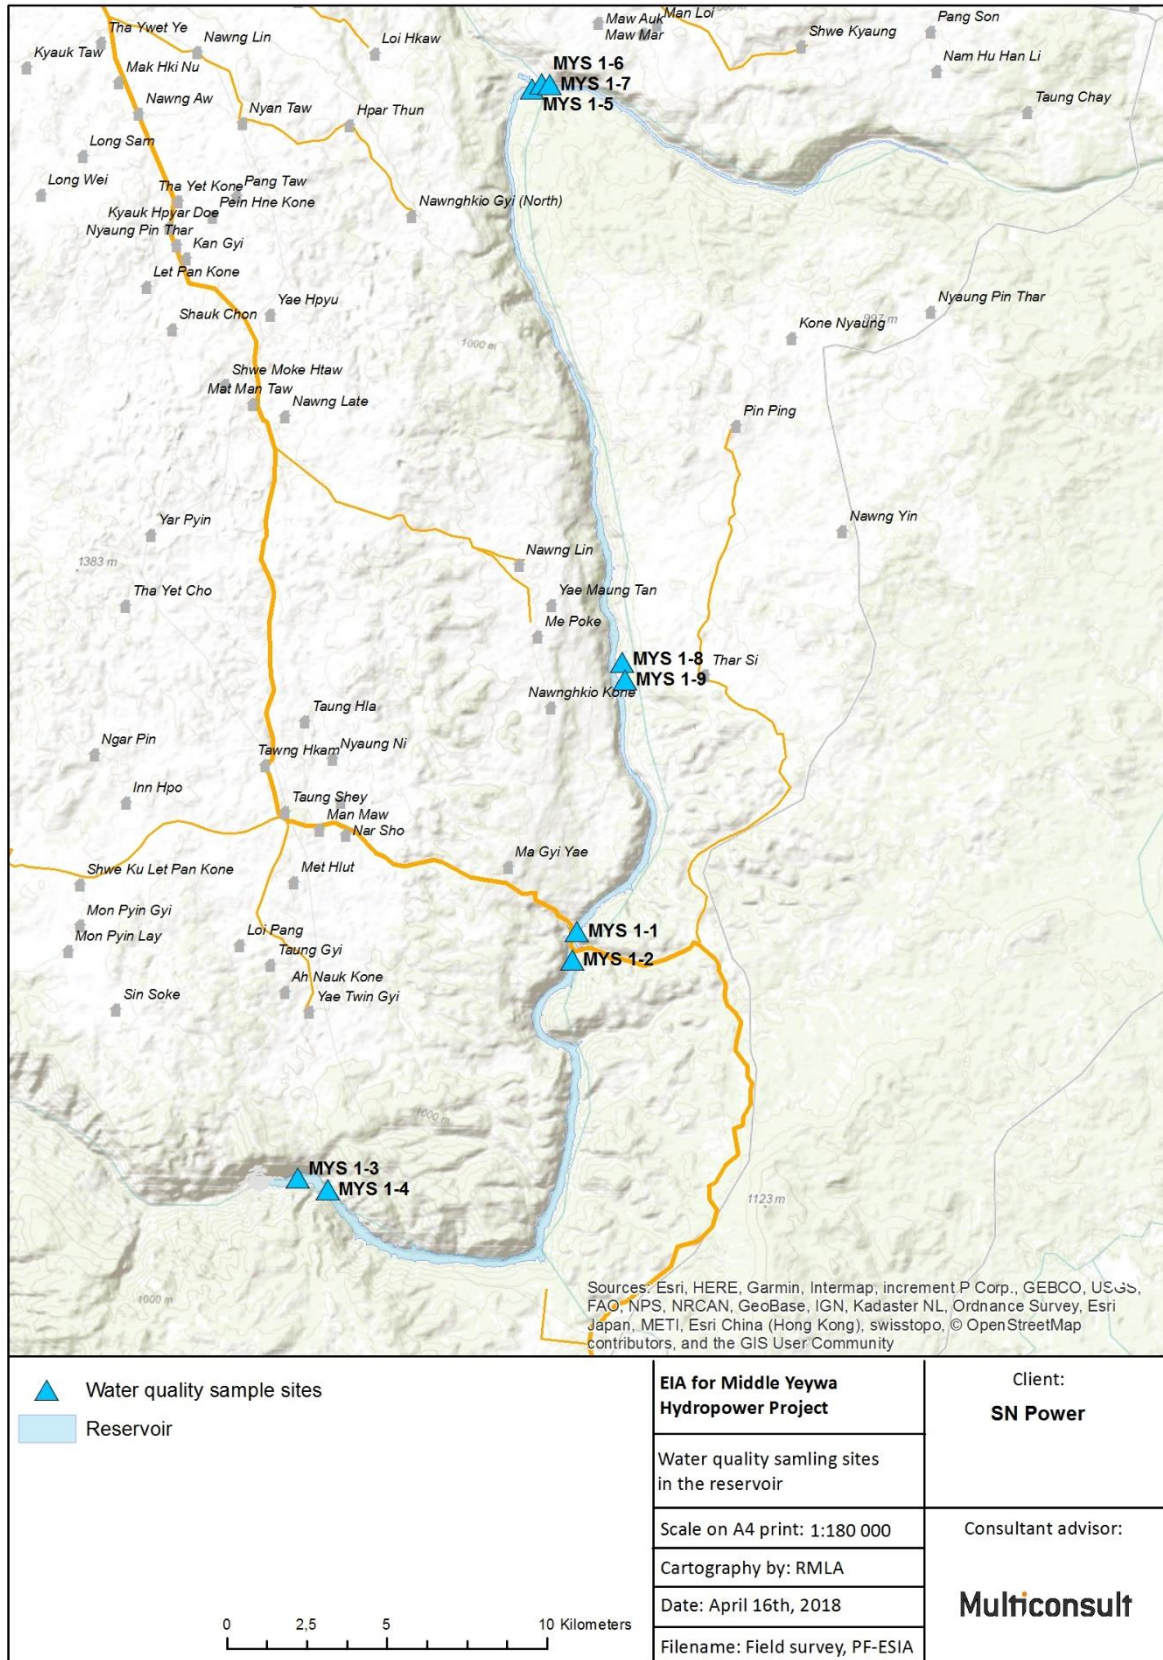 Tha Ywet Ye
Nawng Lin
Loi Hkaw
Maw Auk
Man Loi
Maw Mar
Shwe Kyaung
Pang Son
Kyauk Taw
Mak Hki Nu
Nawng Aw
Nyan Taw
Hpar Thun
MYS 1-6
MYS 1-7
MYS 1-5
Nam Hu Han Li
Taung Chay
Long Sam
Long Wei
Tha Yet Kone
Pang Taw
Pein Hne Kone
Kyauk Hpyar Doe
Nyaung Pin Thar
Kan Gyi
Nawnghkio Gyi (North)
Let Pan Kone
Shauk Chon
Yae Hpyu
1000 m
Nyaung Pin Thar
997 m
Kone Nyaung
Shwe Moke Htaw
Mat Man Taw
Nawng Late
Pin Ping
Yar Pyin
1383 m
Tha Yet Cho
Nawng Lin
Yae Maung Tan
Me Poke
Nawng Yin
MYS 1-8
MYS 1-9
Thar Si
Nawnghkio Kone
Taung Hla
Ngar Pin
Tawng Hkam
Nyaung Ni
Inn Hpo
Taung Shey
Man Maw
Nar Sho
Ma Gyi Yae
Shwe Ku Let Pan Kone
Met Hlut
Mon Pyin Gyi
Mon Pyin Lay
Loi Pang
Taung Gyi
MYS 1-1
MYS 1-2
Ah Nauk Kone
Yae Twin Gyi
Sin Soke
1000 m
MYS 1-3
MYS 1-4
1123 m
1000 m
Sources: Esri, HERE, Garmin, Intermap, increment P Corp., GEBCO, USGS,
FAO, NPS, NRCAN, GeoBase, IGN, Kadaster NL, Ordnance Survey, Esri
Japan, METI, Esri China (Hong Kong), swisstopo, © OpenStreetMap
contributors, and the GIS User Community
Water quality sample sites
Reservoir
0 2,5 5 10 Kilometers
EIA for Middle Yeywa
Hydropower Project
Water quality samling sites
in the reservoir
Scale on A4 print: 1:180 000
Cartography by: RMLA
Date: April 16th, 2018
Filename: Field survey, PF-ESIA
Client:
SN Power
Consultant advisor:
Multiconsult